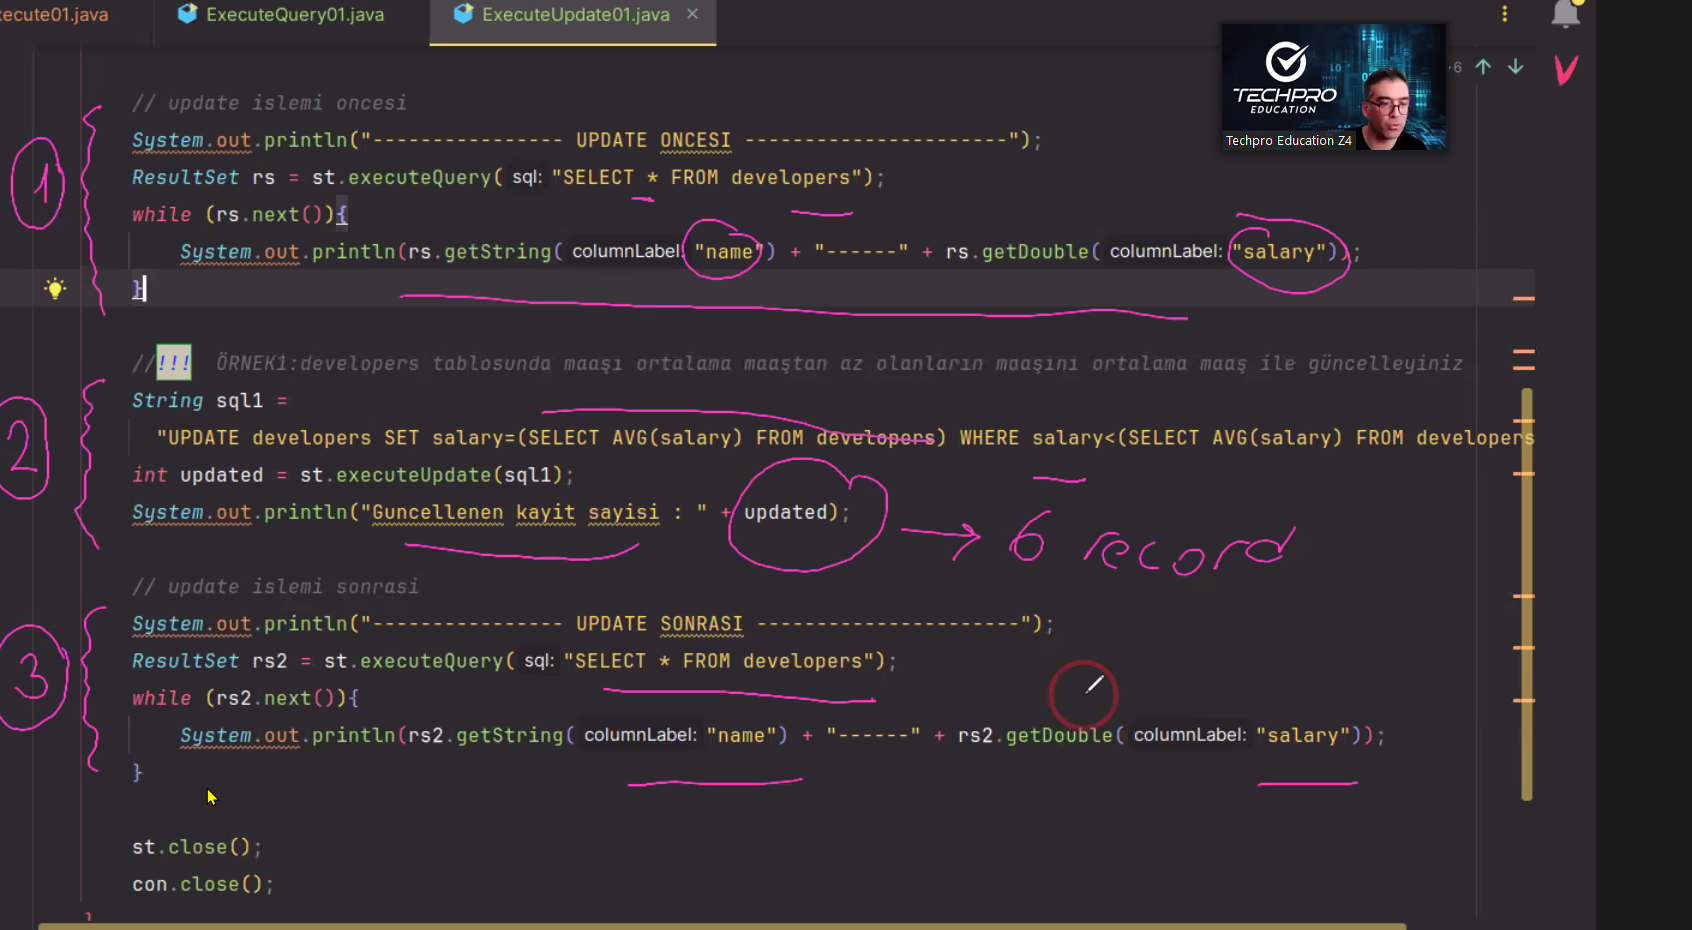 xecute01.java ExecuteQuery01.java ExecuteUpdate01.java ×
TECHPRO
EDUCATION
Techpro Education Z4
6
// update islemi oncesi
System.out.println("---------------- UPDATE ONCESI ----------------------");
ResultSet rs = st.executeQuery( sql: "SELECT * FROM developers");
while (rs.next()){
System.out.println(rs.getString( columnLabel: "name") + "------" + rs.getDouble( columnLabel: "salary"));
}
1
//!!! ÖRNEK1:developers tablosunda maaşı ortalama maaştan az olanların maaşını ortalama maaş ile güncelleyiniz
String sql1 =
"UPDATE developers SET salary=(SELECT AVG(salary) FROM developers) WHERE salary<(SELECT AVG(salary) FROM developers
int updated = st.executeUpdate(sql1);
System.out.println("Guncellenen kayit sayisi : " + updated);
2
6 record
// update islemi sonrasi
System.out.println("---------------- UPDATE SONRASI ----------------------");
ResultSet rs2 = st.executeQuery( sql: "SELECT * FROM developers");
while (rs2.next()){
System.out.println(rs2.getString( columnLabel: "name") + "------" + rs2.getDouble( columnLabel: "salary"));
}
3
st.close();
con.close();
}